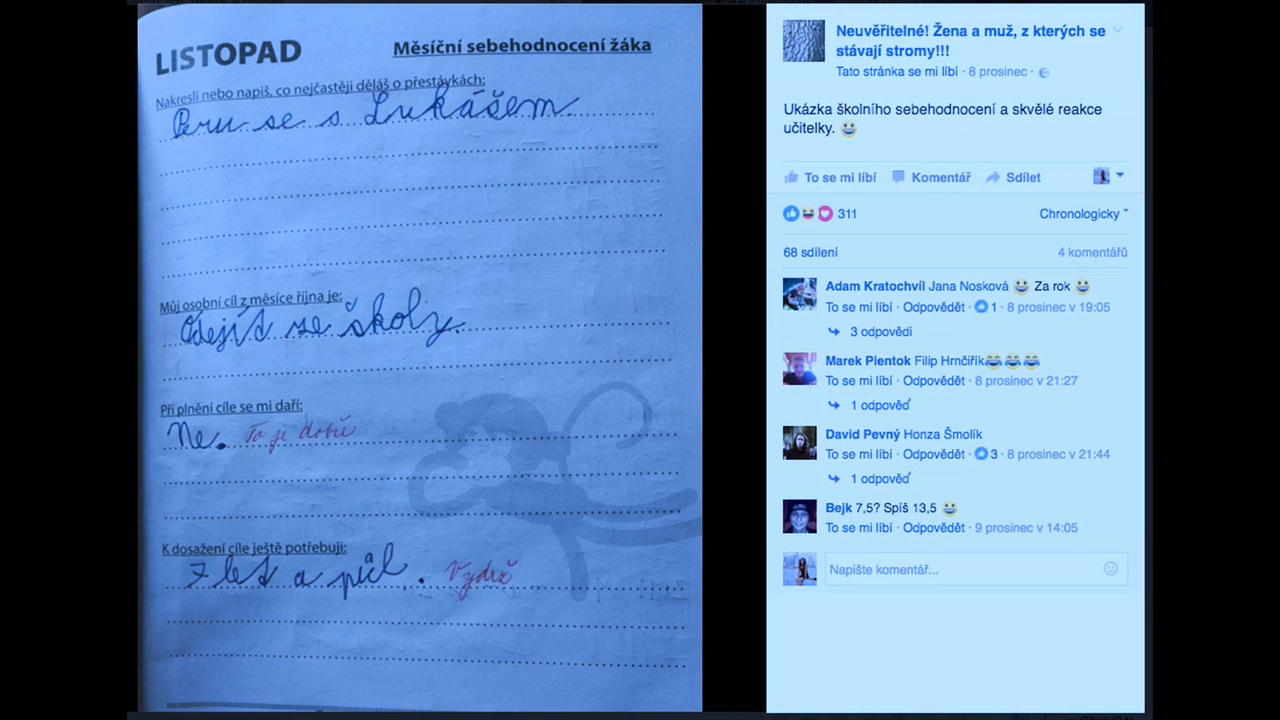 LISTOPAD
Měsíční sebehodnocení žáka
Nakresli nebo napiš, co nejčastěji děláš o přestávkách:
Peru se s Lukášem.
Můj osobní cíl z měsíce října je:
Odejít ze školy.
Při plnění cíle se mi daří:
Ne. To je dobře
K dosažení cíle ještě potřebuji:
7 let a půl. Vydrž
Neuvěřitelné! Žena a muž, z kterých se
stávají stromy!!!
Tato stránka se mi líbí · 8 prosinec ·
Ukázka školního sebehodnocení a skvělé reakce
učitelky. 😀
To se mi líbí Komentář Sdílet
311 Chronologicky
68 sdílení 4 komentářů
Adam Kratochvíl Jana Nosková 😀 Za rok 😀
To se mi líbí · Odpovědět · 1 · 8 prosinec v 19:05
3 odpovědi
Marek Pientok Filip Hrnčiřík😂😂😂
To se mi líbí · Odpovědět · 8 prosinec v 21:27
1 odpověď
David Pevný Honza Šmolík
To se mi líbí · Odpovědět · 3 · 8 prosinec v 21:44
1 odpověď
Bejk 7,5? Spíš 13,5 😀
To se mi líbí · Odpovědět · 9 prosinec v 14:05
Napište komentář...